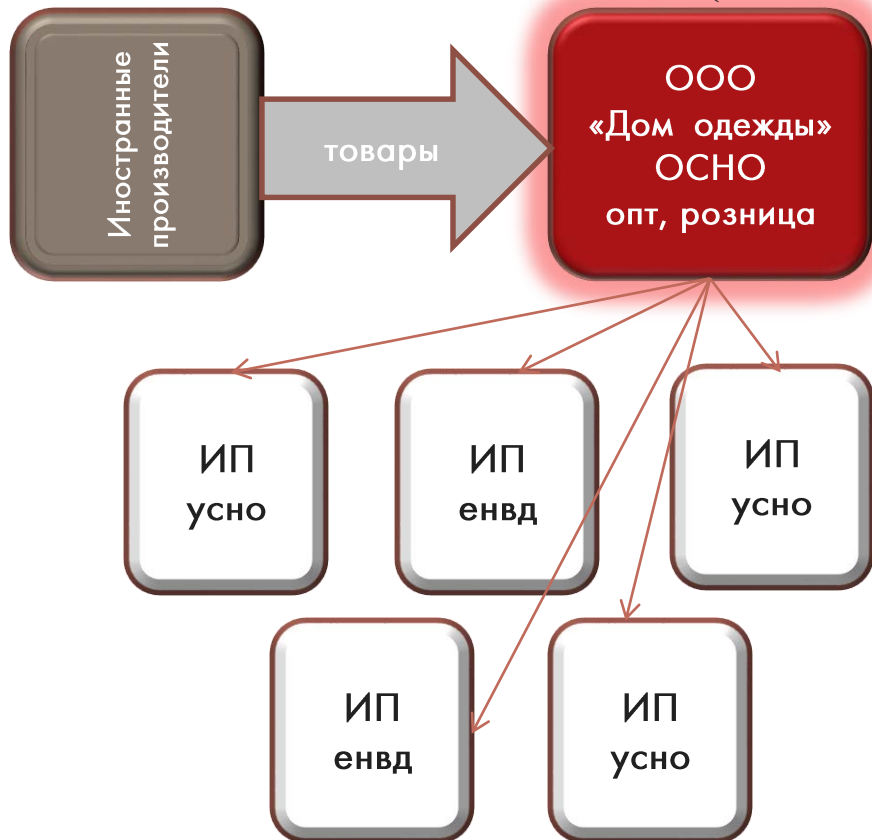 Иностранные
производители
товары
ООО
«Дом одежды»
ОСНО
опт, розница
ИП
усно
ИП
енвд
ИП
усно
ИП
енвд
ИП
усно